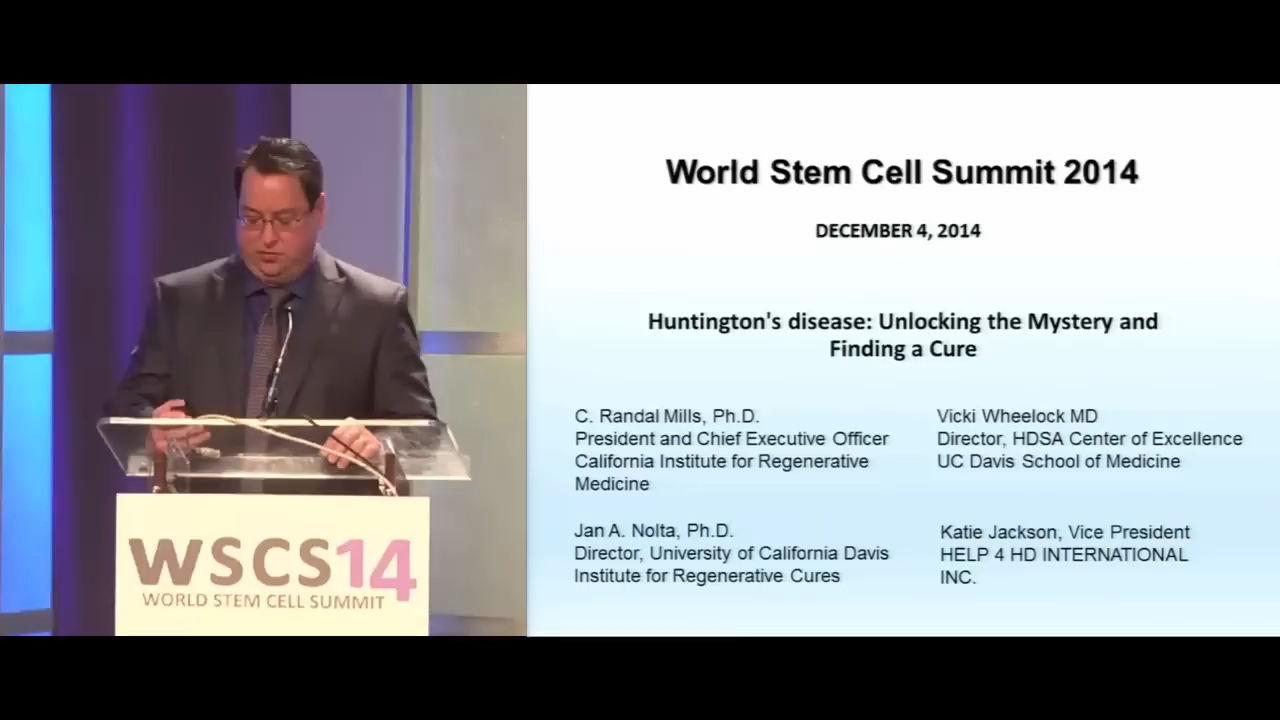 World Stem Cell Summit 2014
DECEMBER 4, 2014
Huntington's disease: Unlocking the Mystery and
Finding a Cure
C. Randal Mills, Ph.D.
President and Chief Executive Officer
California Institute for Regenerative
Medicine
Vicki Wheelock MD
Director, HDSA Center of Excellence
UC Davis School of Medicine
Jan A. Nolta, Ph.D.
Director, University of California Davis
Institute for Regenerative Cures
Katie Jackson, Vice President
HELP 4 HD INTERNATIONAL
INC.
WSCS14
WORLD STEM CELL SUMMIT